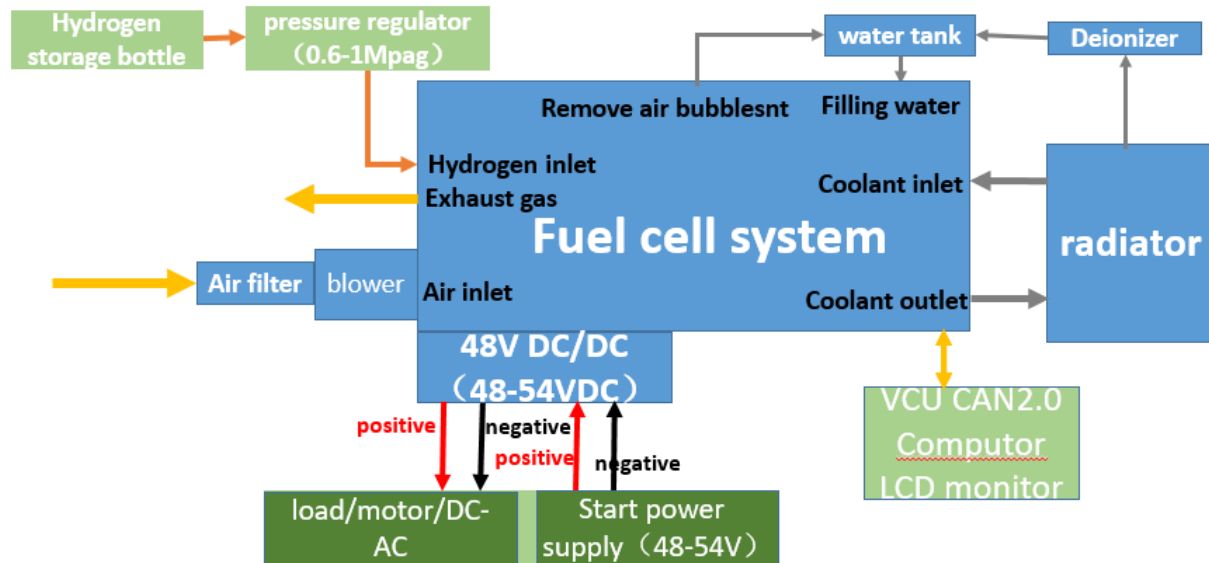 Hydrogen
storage bottle
pressure regulator
（0.6-1Mpag）
water tank
Deionizer
Remove air bubblesnt
Filling water
Hydrogen inlet
Exhaust gas
Coolant inlet
Fuel cell system
radiator
Air filter
blower
Air inlet
Coolant outlet
48V DC/DC
（48-54VDC）
positive
negative
positive
negative
VCU CAN2.0
Computor
LCD monitor
load/motor/DC-
AC
Start power
supply（48-54V）